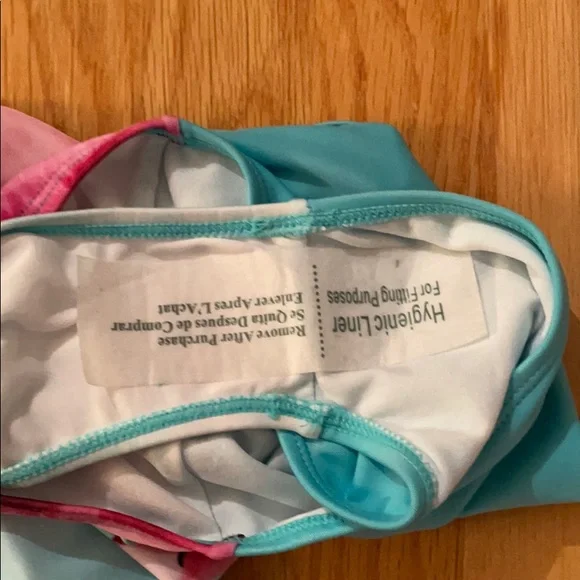 Hygienic Liner
For Fitting Purposes
Remove After Purchase
Se Quita Despues de Comprar
Enlever Apres L'Achat